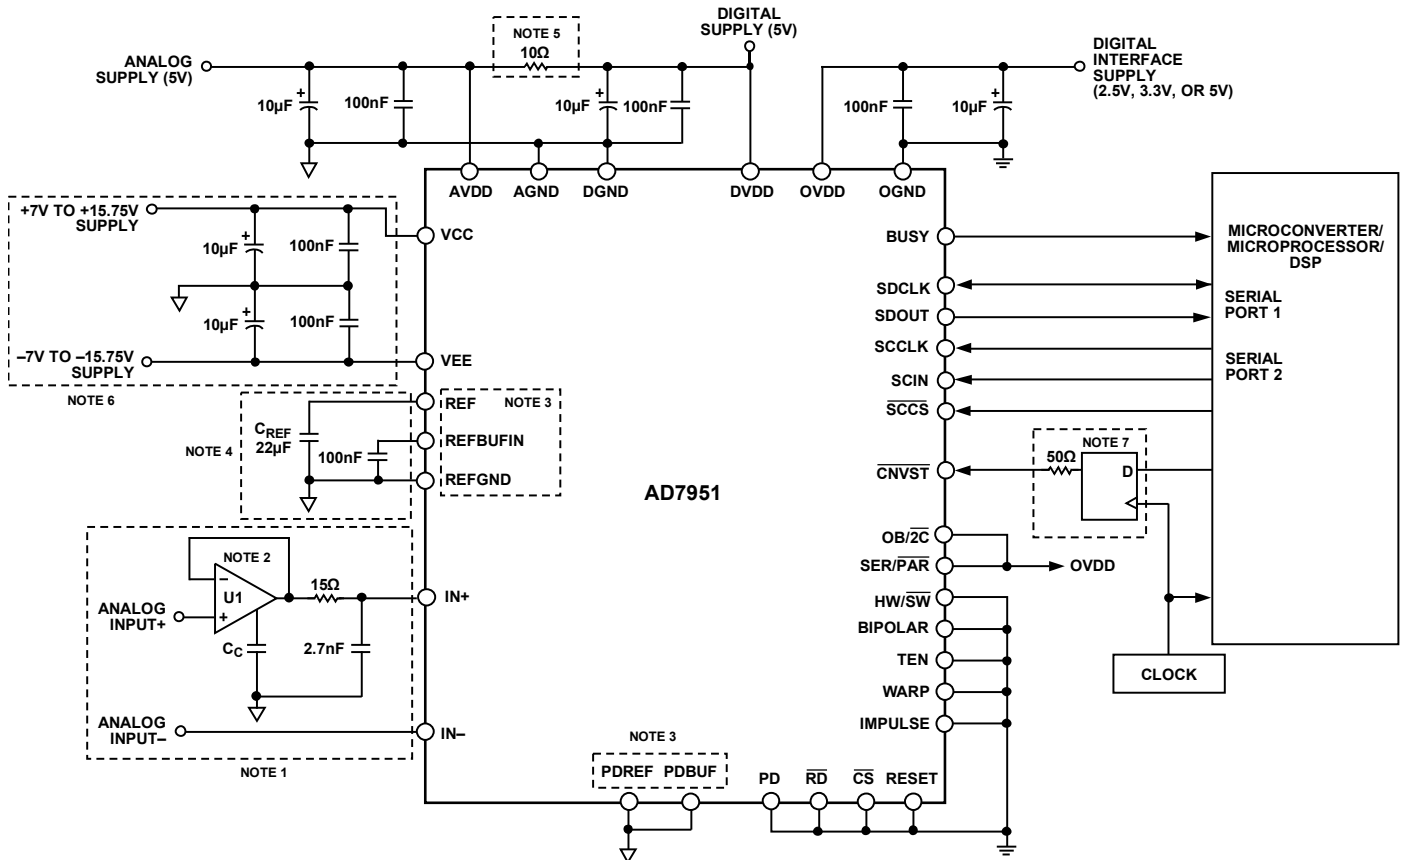 DIGITAL
SUPPLY (5V)
NOTE 5
10Ω
ANALOG
SUPPLY (5V)
DIGITAL
INTERFACE
SUPPLY
(2.5V, 3.3V, OR 5V)
+
10µF
100nF
+
10µF
100nF
100nF
+
10µF
AVDD
AGND
DGND
DVDD
OVDD
OGND
+7V TO +15.75V
SUPPLY
+
10µF
100nF
+
10µF
100nF
–7V TO –15.75V
SUPPLY
NOTE 6
VCC
VEE
REF
NOTE 3
REFBUFIN
REFGND
NOTE 4
CREF
22µF
100nF
AD7951
BUSY
SDCLK
SDOUT
SCCLK
SCIN
SCCS
CNVST
OB/2C
SER/PAR
HW/SW
BIPOLAR
TEN
WARP
IMPULSE
MICROCONVERTER/
MICROPROCESSOR/
DSP
SERIAL
PORT 1
SERIAL
PORT 2
NOTE 7
50Ω
D
OVDD
CLOCK
NOTE 2
–
U1
+
15Ω
ANALOG
INPUT+
CC
2.7nF
IN+
ANALOG
INPUT–
IN–
NOTE 1
NOTE 3
PDREF PDBUF
PD
RD
CS
RESET